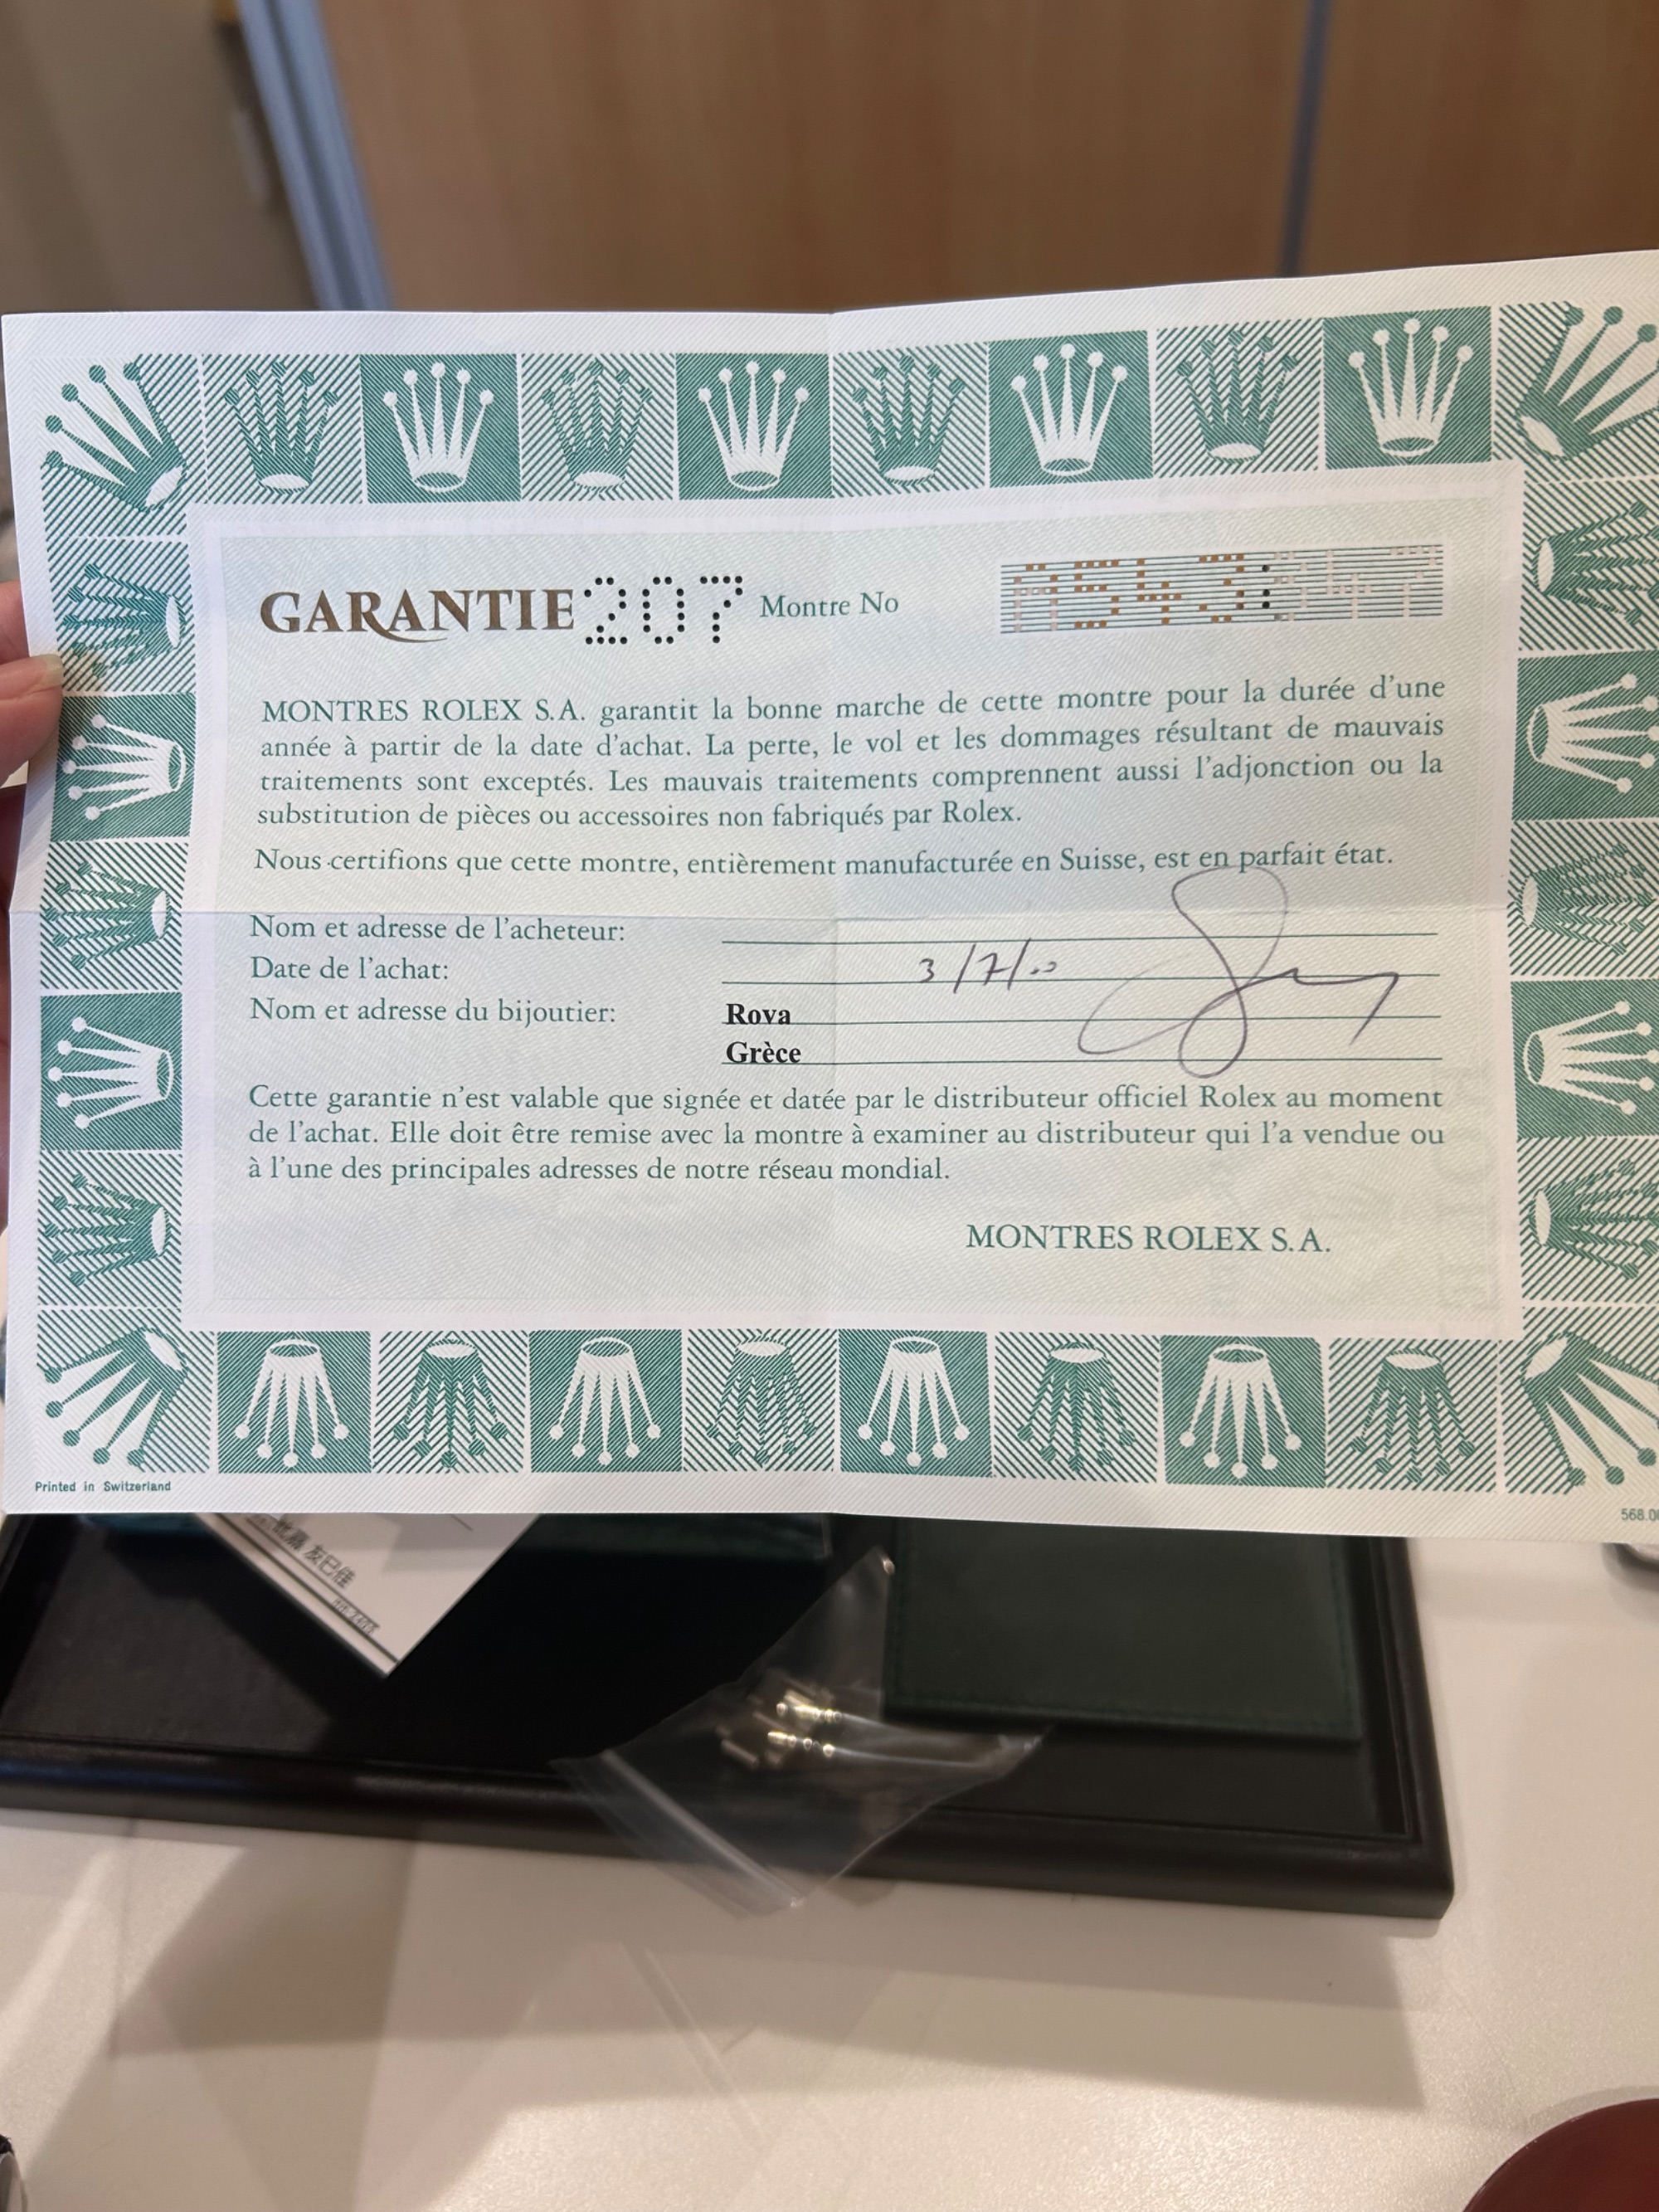 GARANTIE 207 Montre No
MONTRES ROLEX S.A. garantit la bonne marche de cette montre pour la durée d'une
année à partir de la date d'achat. La perte, le vol et les dommages résultant de mauvais
traitements sont exceptés. Les mauvais traitements comprennent aussi l'adjonction ou la
substitution de pièces ou accessoires non fabriqués par Rolex.
Nous certifions que cette montre, entièrement manufacturée en Suisse, est en parfait état.
Nom et adresse de l'acheteur:
Date de l'achat: 3/7/00
Nom et adresse du bijoutier: Rova
Grèce
Cette garantie n'est valable que signée et datée par le distributeur officiel Rolex au moment
de l'achat. Elle doit être remise avec la montre à examiner au distributeur qui l'a vendue ou
à l'une des principales adresses de notre réseau mondial.
MONTRES ROLEX S.A.
Printed in Switzerland